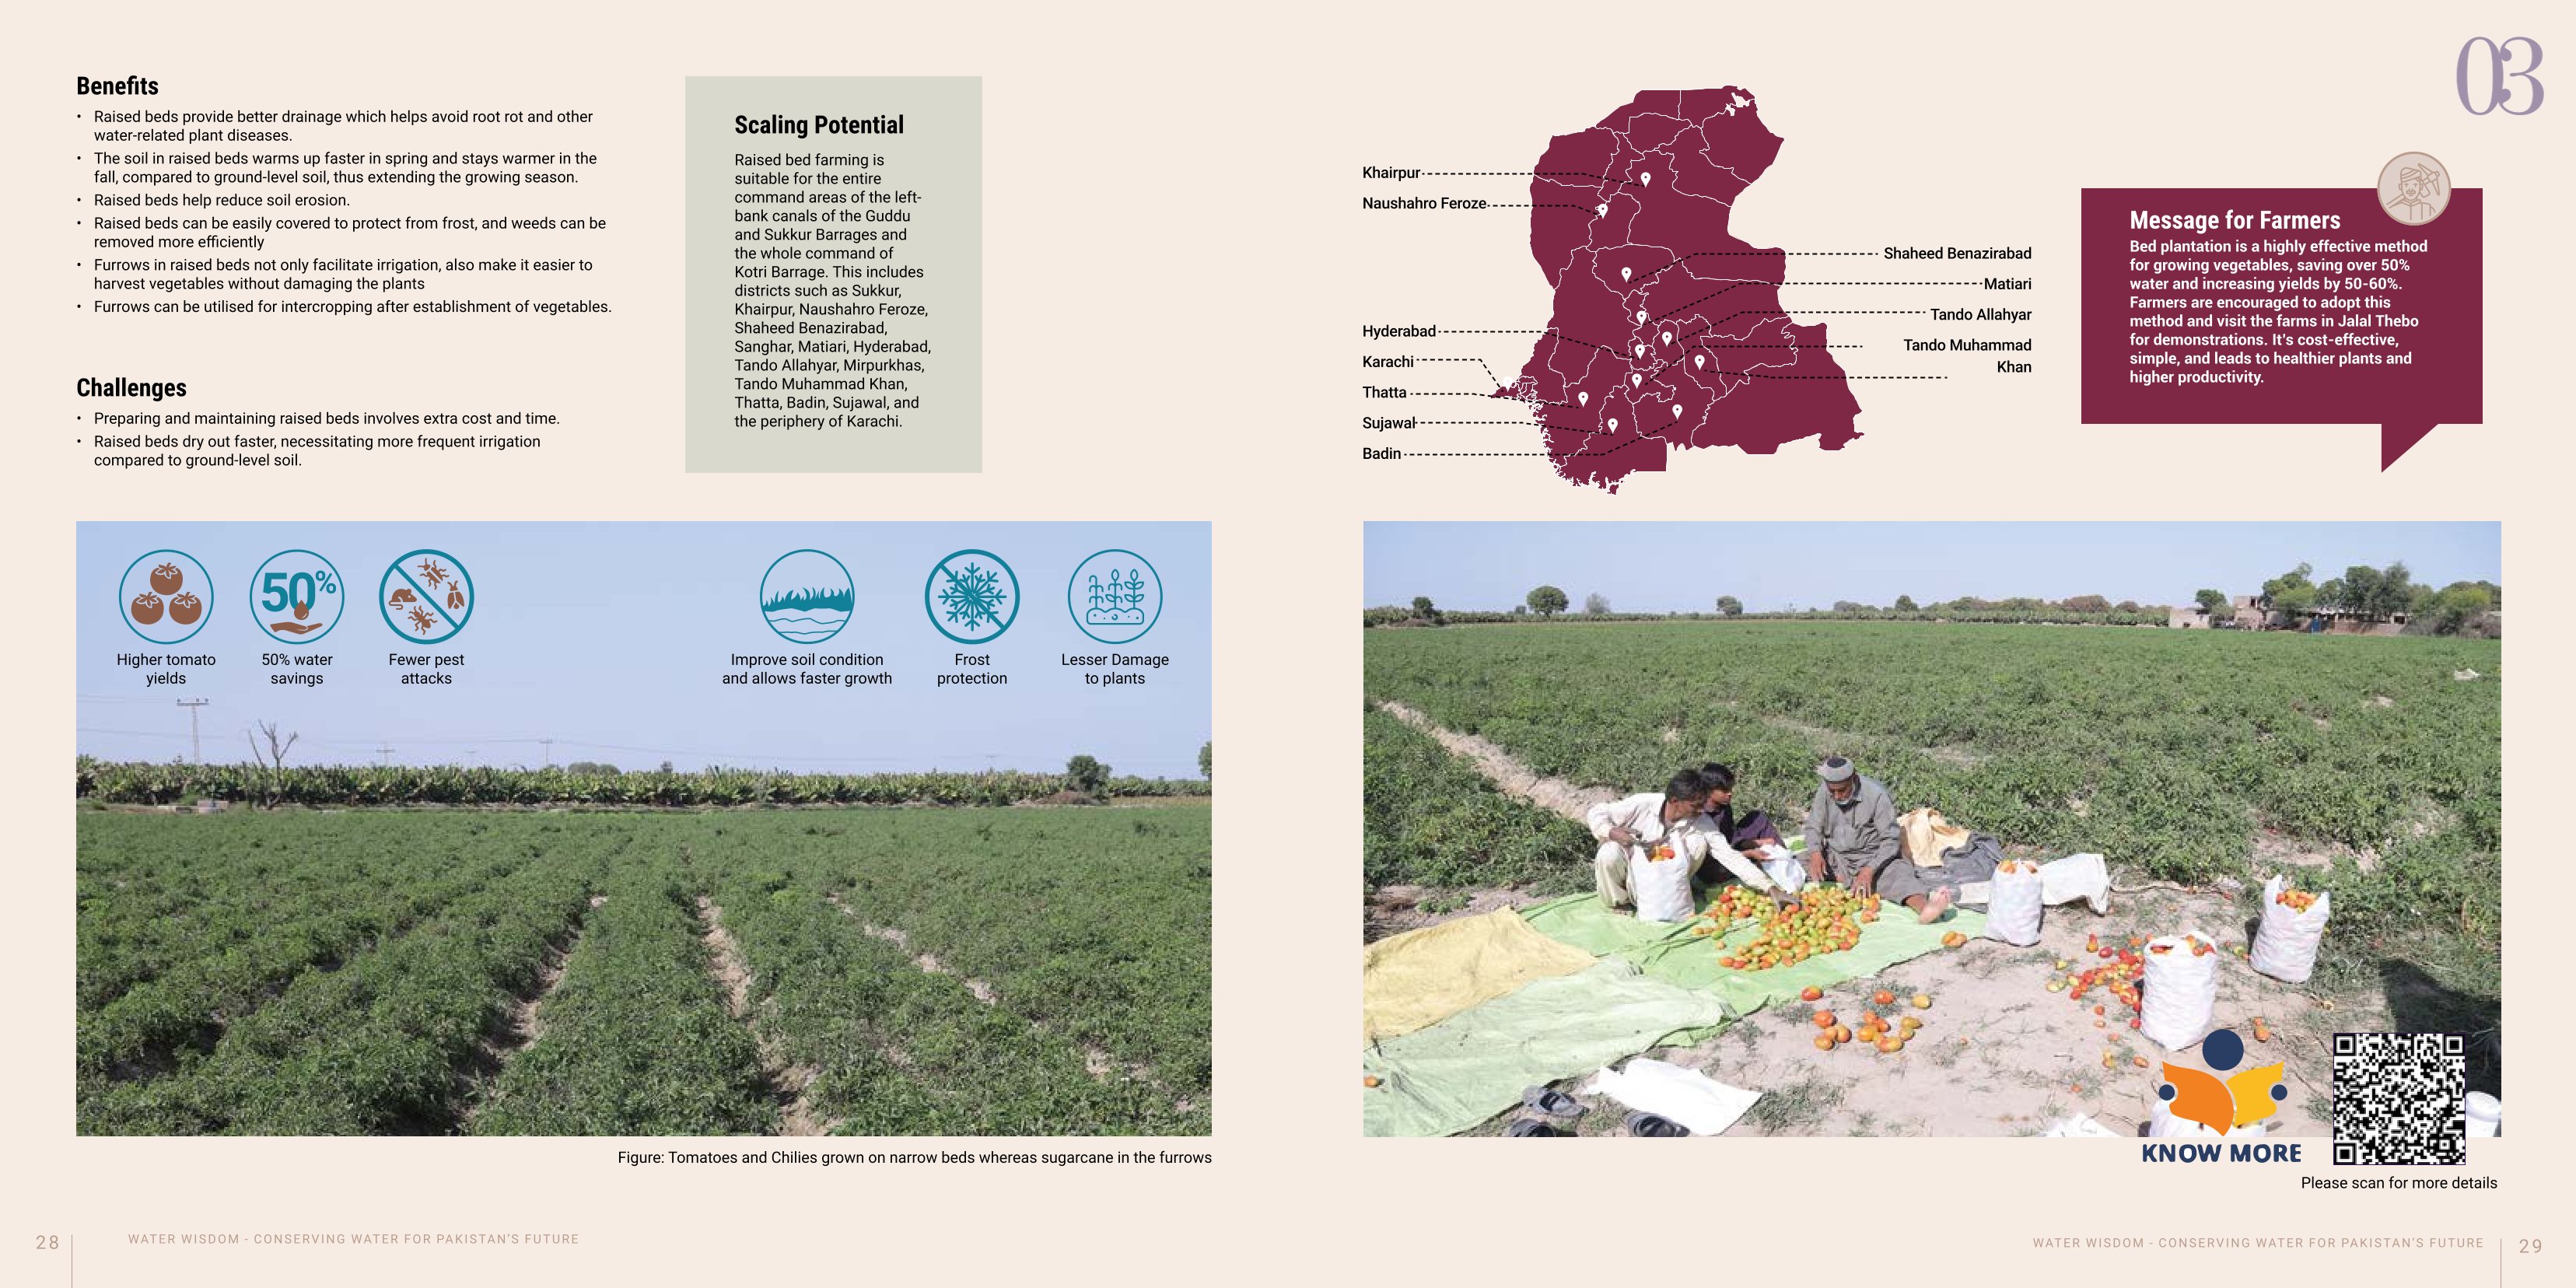 Benefits
• Raised beds provide better drainage which helps avoid root rot and other
water-related plant diseases.
• The soil in raised beds warms up faster in spring and stays warmer in the
fall, compared to ground-level soil, thus extending the growing season.
• Raised beds help reduce soil erosion.
• Raised beds can be easily covered to protect from frost, and weeds can be
removed more efficiently
• Furrows in raised beds not only facilitate irrigation, also make it easier to
harvest vegetables without damaging the plants
• Furrows can be utilised for intercropping after establishment of vegetables.
Challenges
• Preparing and maintaining raised beds involves extra cost and time.
• Raised beds dry out faster, necessitating more frequent irrigation
compared to ground-level soil.
Scaling Potential
Raised bed farming is
suitable for the entire
command areas of the left-
bank canals of the Guddu
and Sukkur Barrages and
the whole command of
Kotri Barrage. This includes
districts such as Sukkur,
Khairpur, Naushahro Feroze,
Shaheed Benazirabad,
Sanghar, Matiari, Hyderabad,
Tando Allahyar, Mirpurkhas,
Tando Muhammad Khan,
Thatta, Badin, Sujawal, and
the periphery of Karachi.
50%
Higher tomato
yields
50% water
savings
Fewer pest
attacks
Improve soil condition
and allows faster growth
Frost
protection
Lesser Damage
to plants
Figure: Tomatoes and Chilies grown on narrow beds whereas sugarcane in the furrows
28
WATER WISDOM - CONSERVING WATER FOR PAKISTAN'S FUTURE
03
Khairpur
Naushahro Feroze
Hyderabad
Karachi
Thatta
Sujawal
Badin
Shaheed Benazirabad
Matiari
Tando Allahyar
Tando Muhammad
Khan
Message for Farmers
Bed plantation is a highly effective method
for growing vegetables, saving over 50%
water and increasing yields by 50-60%.
Farmers are encouraged to adopt this
method and visit the farms in Jalal Thebo
for demonstrations. It's cost-effective,
simple, and leads to healthier plants and
higher productivity.
KNOW MORE
Please scan for more details
WATER WISDOM - CONSERVING WATER FOR PAKISTAN'S FUTURE
29